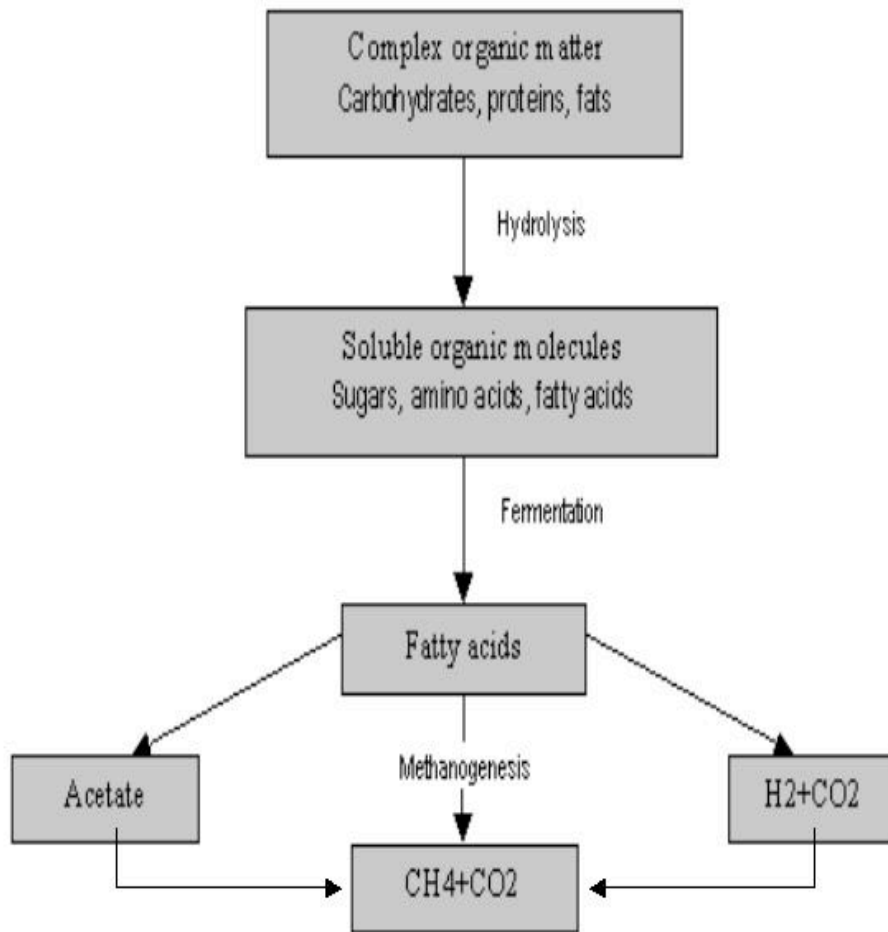 Complex organic matter
Carbohydrates, proteins, fats
Hydrolysis
Soluble organic molecules
Sugars, amino acids, fatty acids
Fermentation
Fatty acids
Methanogenesis
Acetate
H2+CO2
CH4+CO2